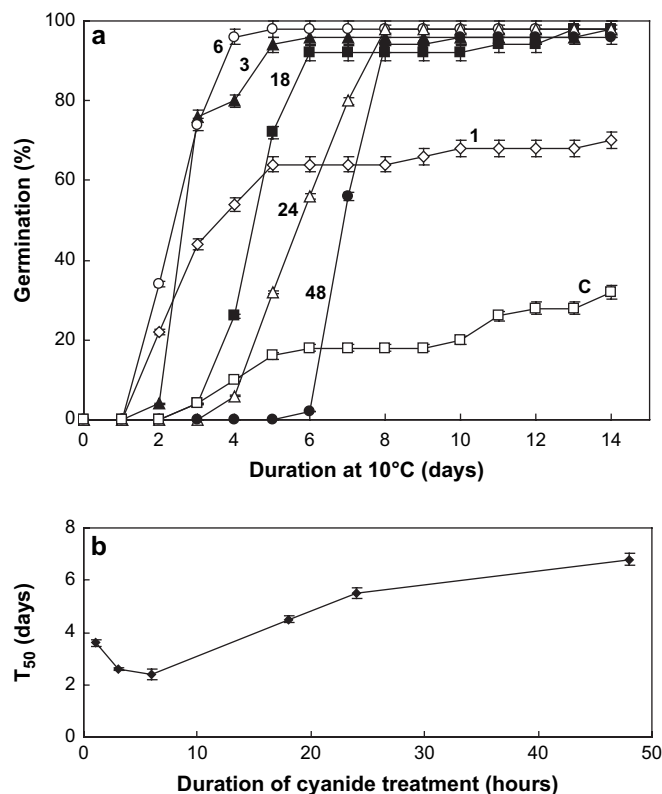 a
Germination (%)
100
80
60
40
20
0
6
3
18
1
24
48
C
0 2 4 6 8 10 12 14
Duration at 10°C (days)
b
T50 (days)
8
6
4
2
0
0 10 20 30 40 50
Duration of cyanide treatment (hours)